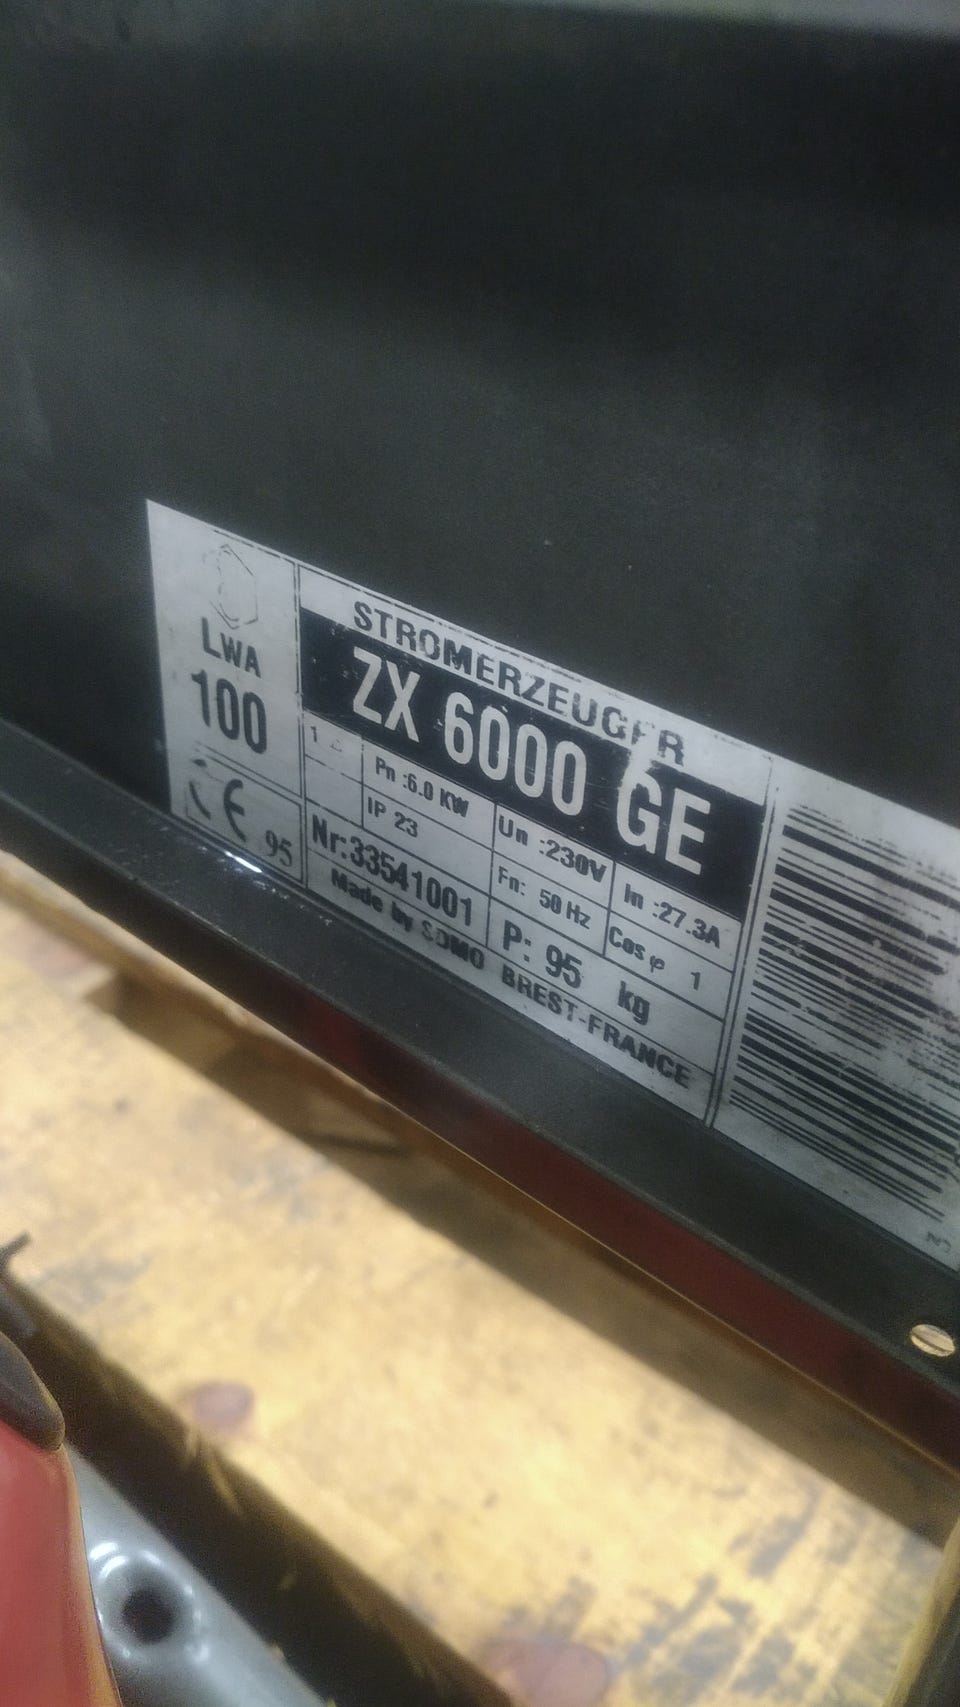 LWA
100
CE 95
STROMERZEUGER
ZX 6000 GE
Pn :6.0 KW
Un :230V
In :27.3A
IP 23
Fn: 50 Hz
Cos φ 1
Nr:33541001
P: 95 kg
Made by SDMO BREST-FRANCE